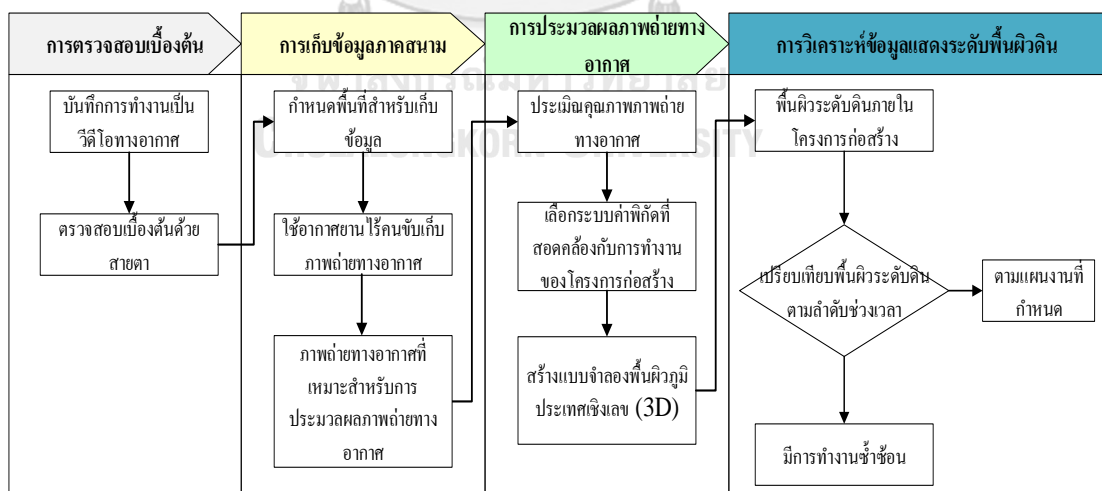 การตรวจสอบเบื้องต้น
การเก็บข้อมูลภาคสนาม
การประมวลผลภาพถ่ายทาง
อากาศ
การวิเคราะห์ข้อมูลแสดงระดับพื้นผิวดิน
จุฬาลงกรณ์มหาวิทยาลัย
CHULALONGKORN UNIVERSITY
บันทึกการทำงานเป็น
วีดีโอทางอากาศ
ตรวจสอบเบื้องต้นด้วย
สายตา
กำหนดพื้นที่สำหรับเก็บ
ข้อมูล
ใช้อากาศยานไร้คนขับเก็บ
ภาพถ่ายทางอากาศ
ภาพถ่ายทางอากาศที่
เหมาะสำหรับการ
ประมวลผลภาพถ่ายทาง
อากาศ
ประเมิณคุณภาพภาพถ่าย
ทางอากาศ
เลือกระบบค่าพิกัดที่
สอดคล้องกับการทำงาน
ของโครงการก่อสร้าง
สร้างแบบจำลองพื้นผิวภูมิ
ประเทศเชิงเลข (3D)
พื้นผิวระดับดินภายใน
โครงการก่อสร้าง
เปรียบเทียบพื้นผิวระดับดิน
ตามลำดับช่วงเวลา
ตามแผนงานที่
กำหนด
มีการทำงานซ้ำซ้อน